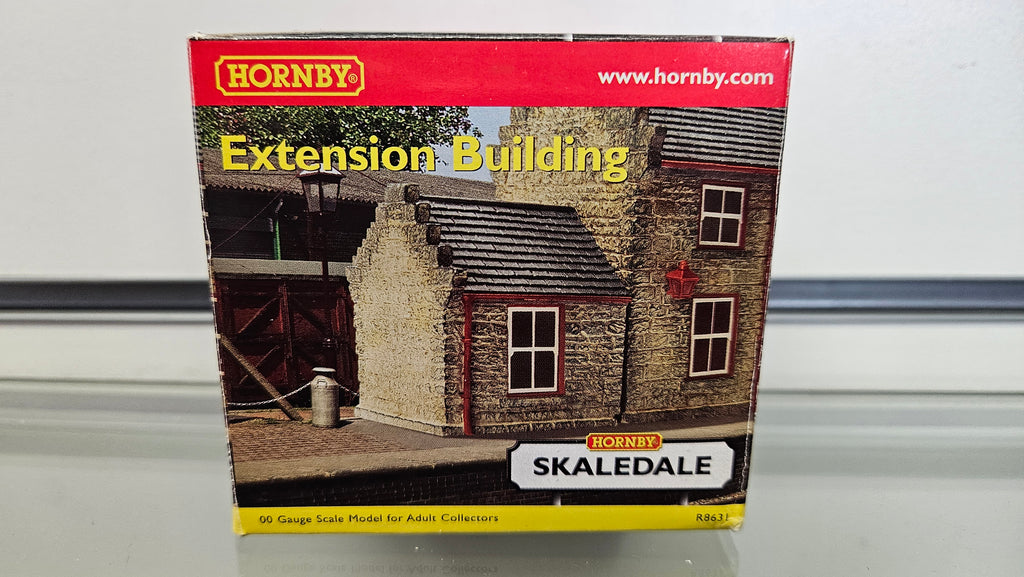 HORNBY®
www.hornby.com
Extension Building
HORNBY
SKALEDALE
00 Gauge Scale Model for Adult Collectors
R8631